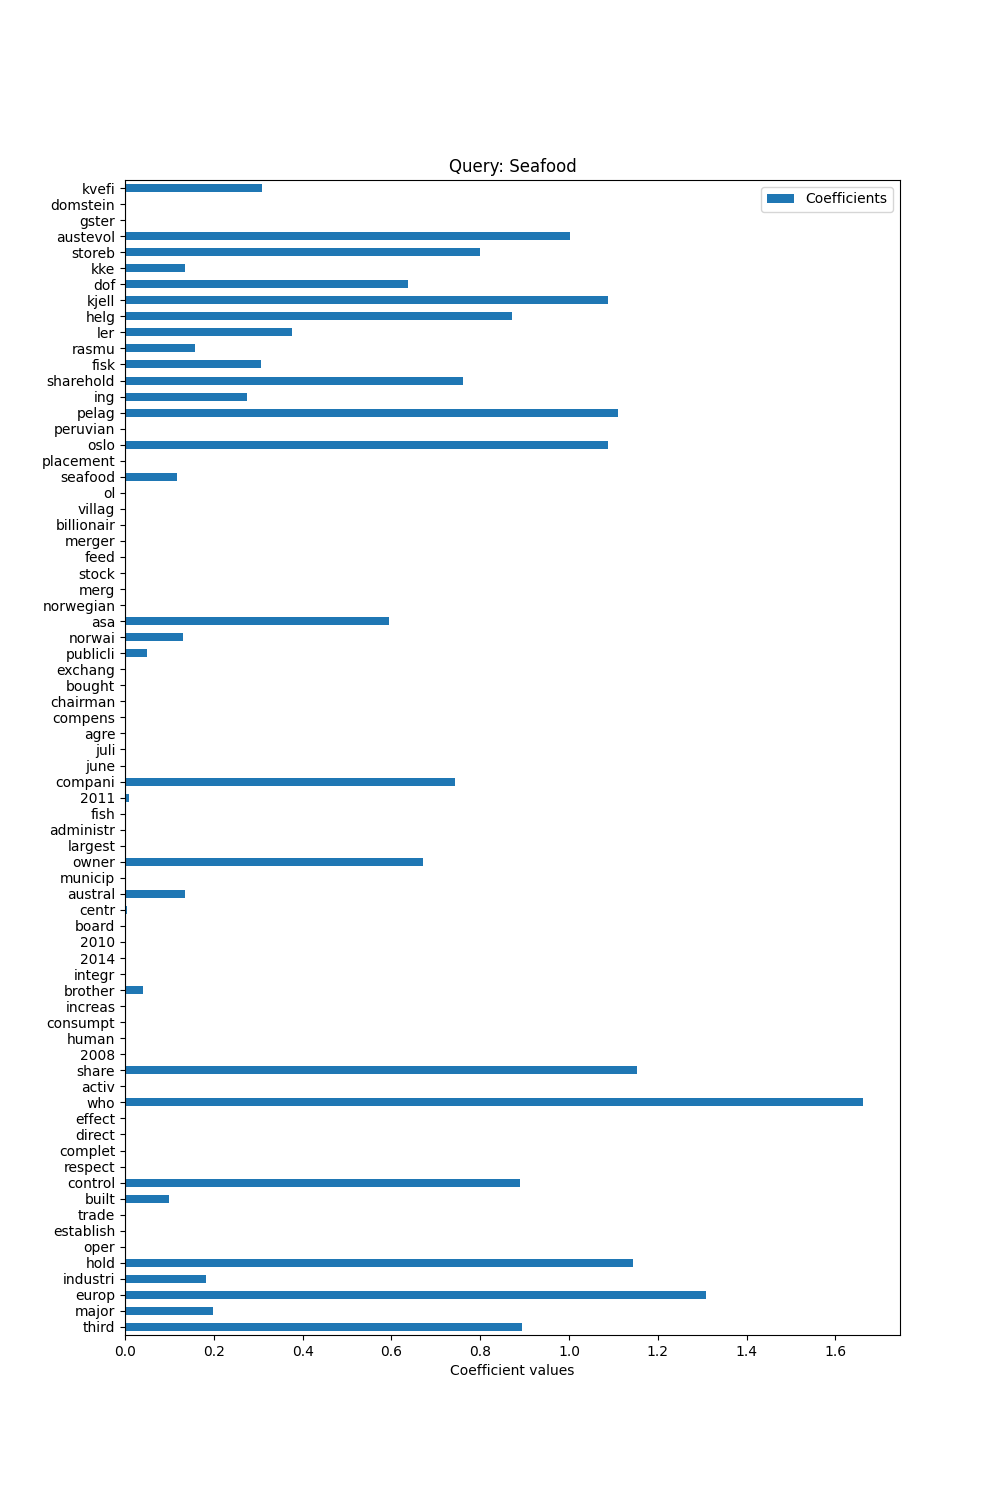 Query: Seafood
Coefficients
kvefi
domstein
gster
austevol
storeb
kke
dof
kjell
helg
ler
rasmu
fisk
sharehold
ing
pelag
peruvian
oslo
placement
seafood
ol
villag
billionair
merger
feed
stock
merg
norwegian
asa
norwai
publicli
exchang
bought
chairman
compens
agre
juli
june
compani
2011
fish
administr
largest
owner
municip
austral
centr
board
2010
2014
integr
brother
increas
consumpt
human
2008
share
activ
who
effect
direct
complet
respect
control
built
trade
establish
oper
hold
industri
europ
major
third
0.0 0.2 0.4 0.6 0.8 1.0 1.2 1.4 1.6
Coefficient values